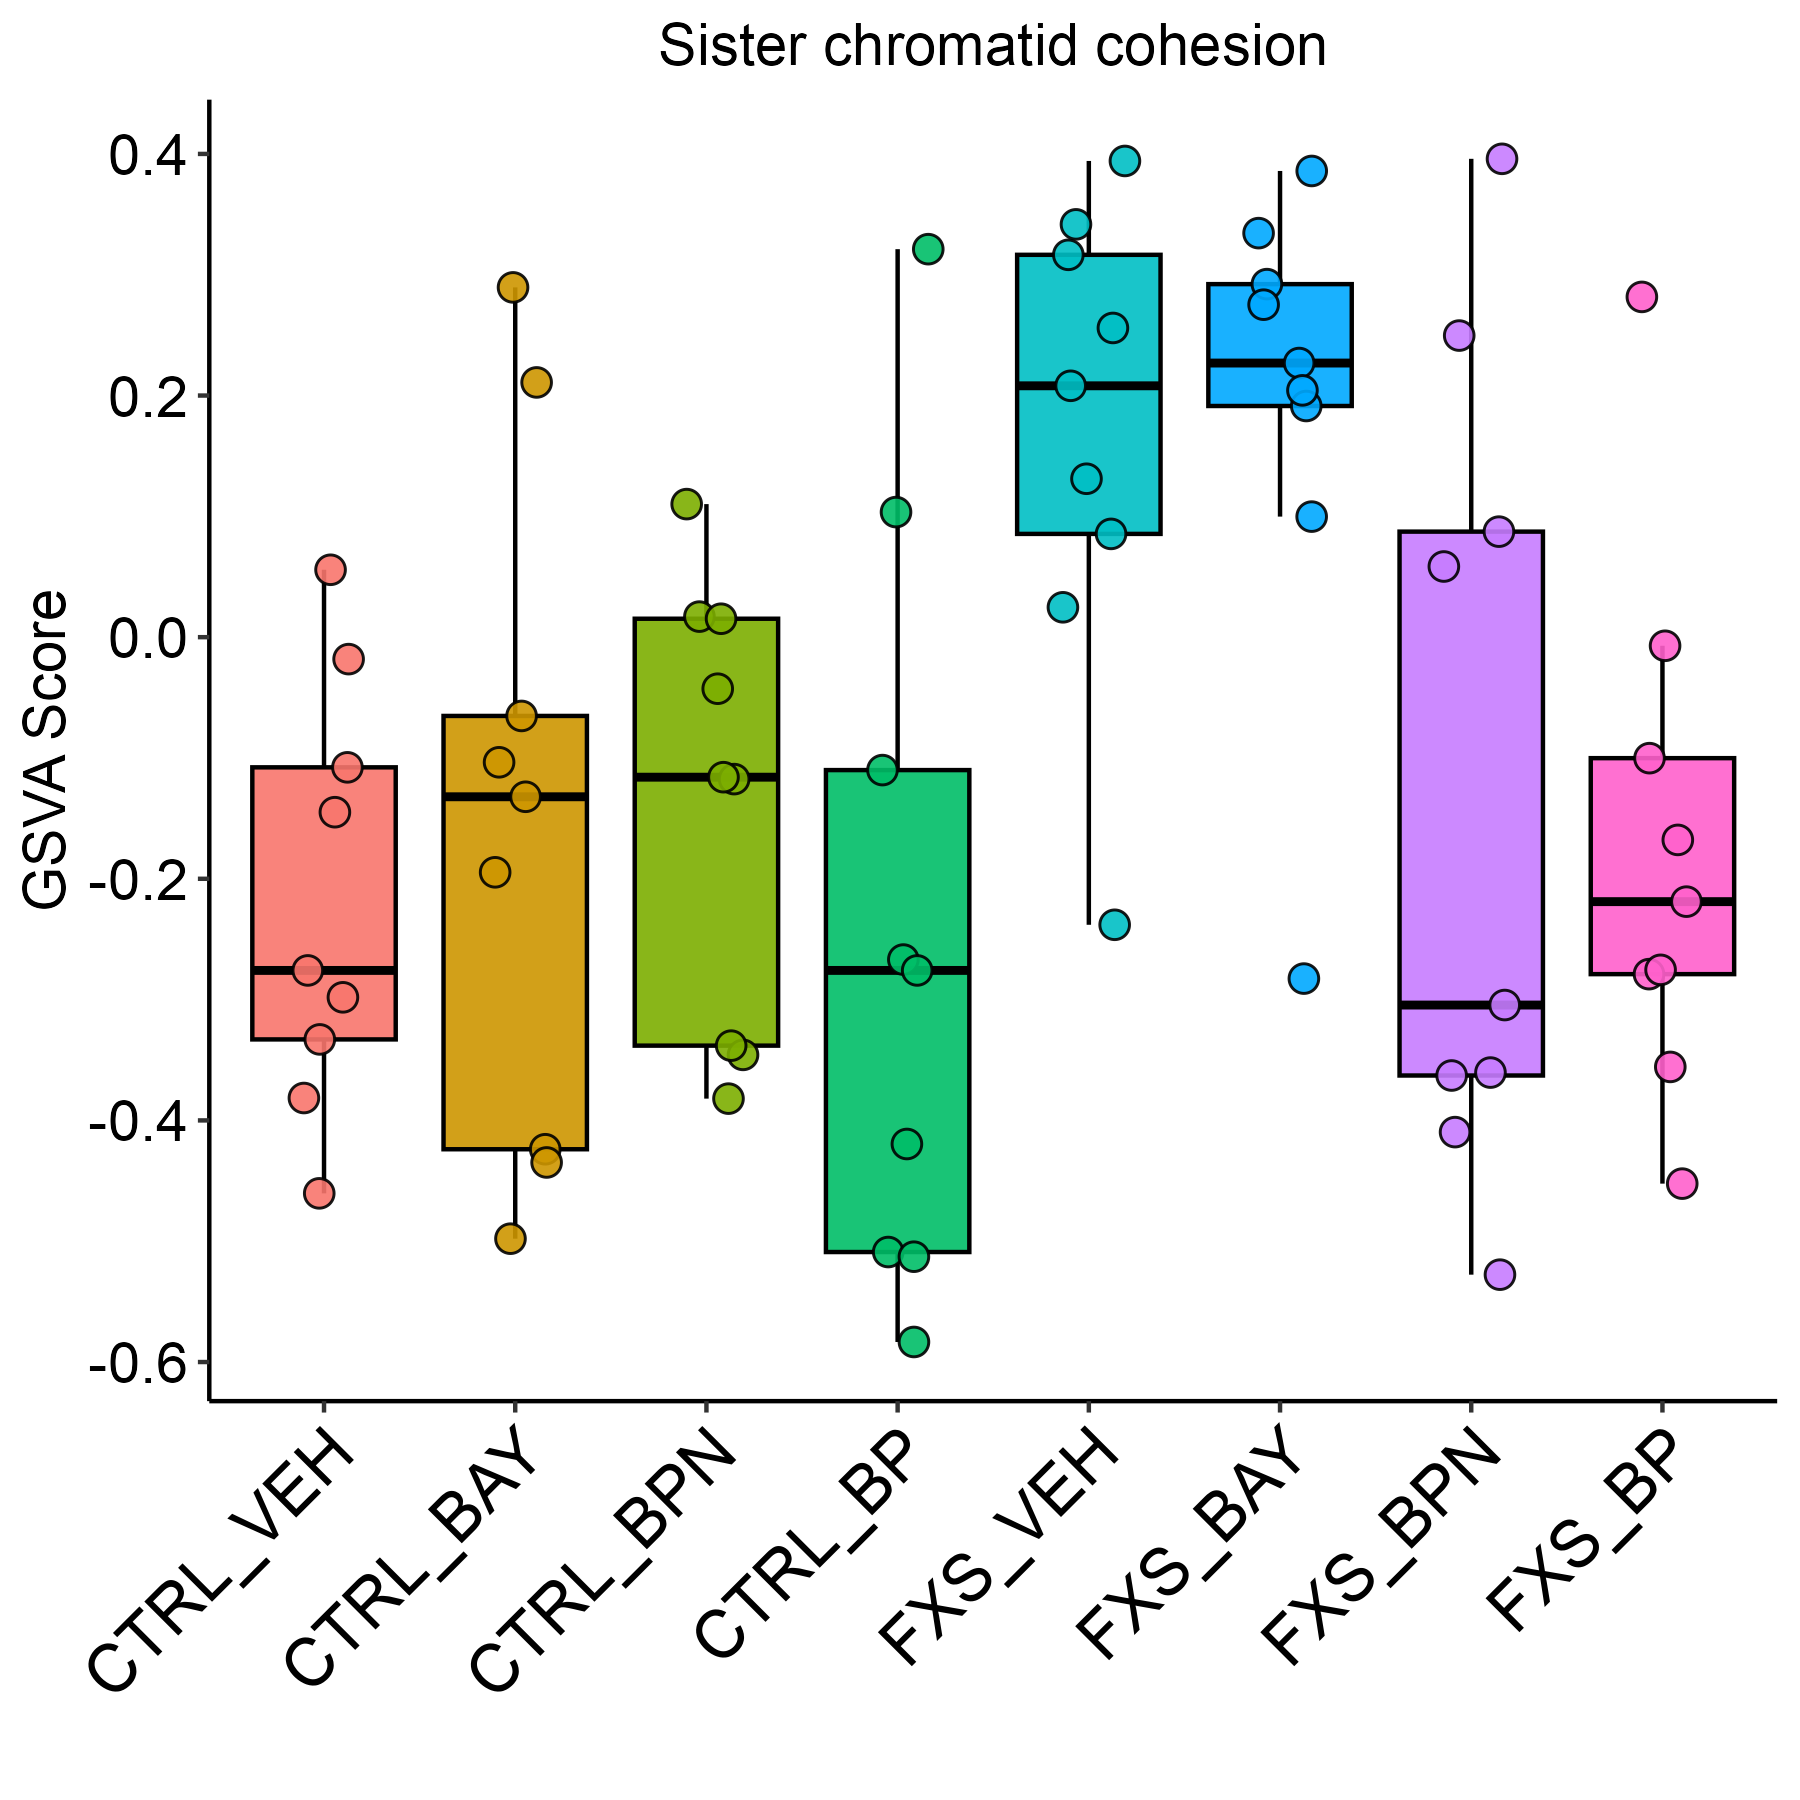 Sister chromatid cohesion
GSVA Score
0.4
0.2
0.0
-0.2
-0.4
-0.6
CTRL_VEH
CTRL_BAY
CTRL_BPN
CTRL_BP
FXS_VEH
FXS_BAY
FXS_BPN
FXS_BP